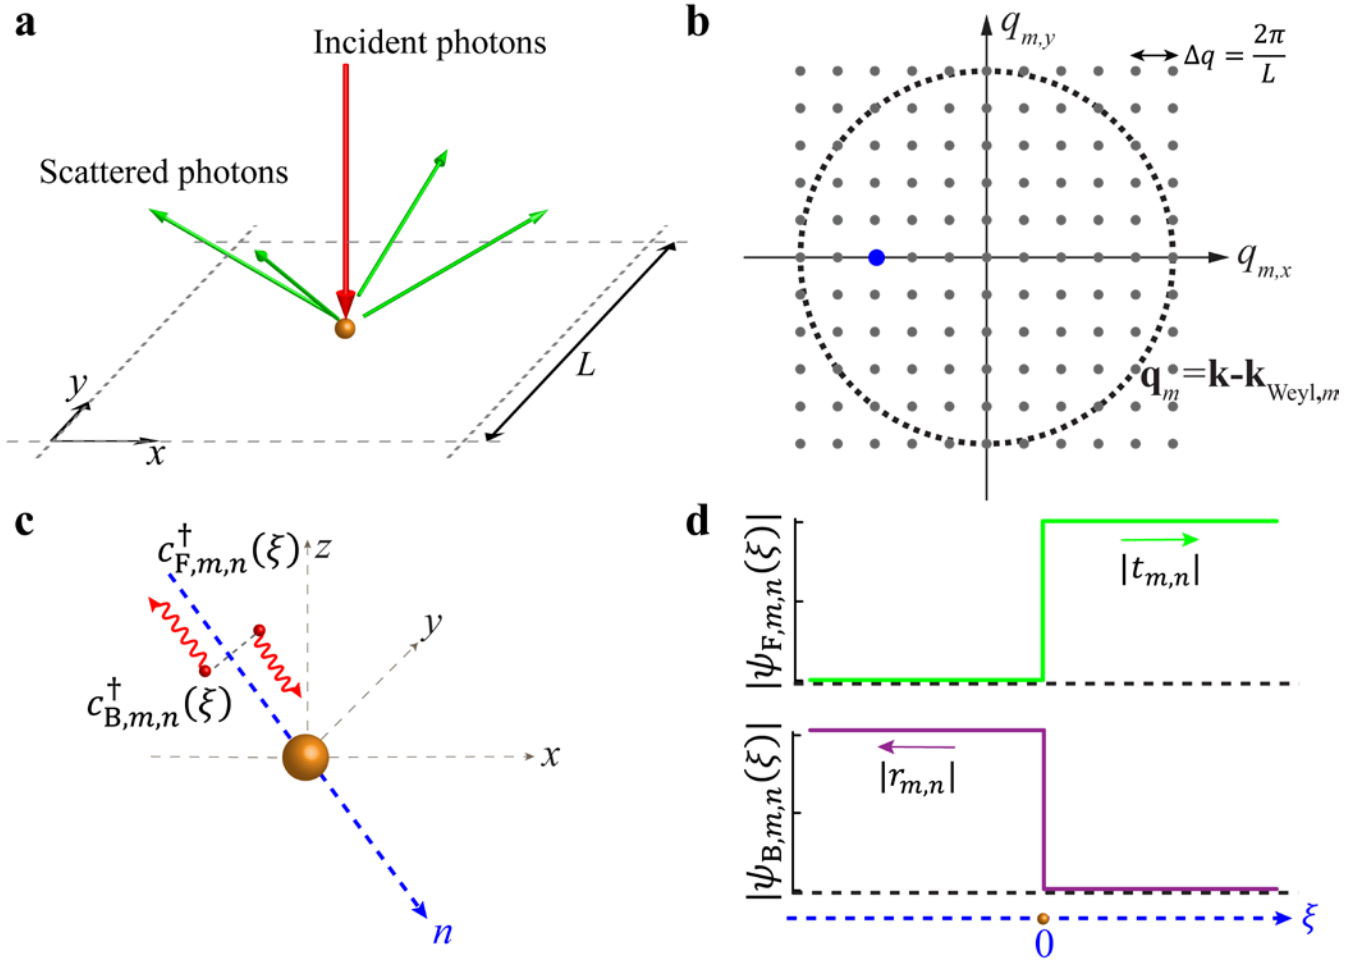 a
Incident photons
Scattered photons
L
y
x
b
q_{m,y}
Δq = 2π/L
q_{m,x}
q_m=k-k_{Weyl,m}
c
c†_{F,m,n}(ξ)
z
y
c†_{B,m,n}(ξ)
x
n
d
|ψ_{F,m,n}(ξ)|
|t_{m,n}|
|ψ_{B,m,n}(ξ)|
|r_{m,n}|
ξ
0